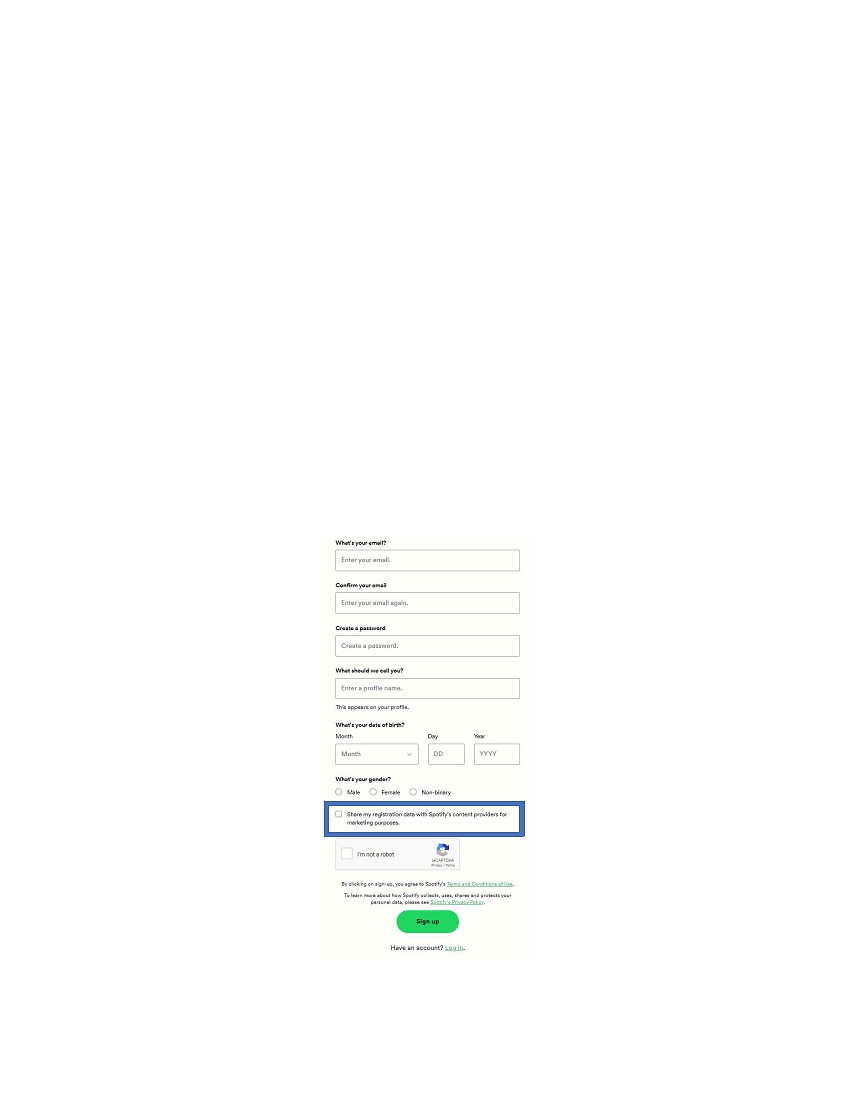 What's your email?
Enter your email.
Confirm your email
Enter your email again.
Create a password
Create a password.
What should we call you?
Enter a profile name.
This appears on your profile.
What's your date of birth?
Month Day Year
Month DD YYYY
What's your gender?
Male Female Non-binary
Share my registration data with Spotify's content providers for
marketing purposes.
I'm not a robot
reCAPTCHA
Privacy - Terms
By clicking on sign-up, you agree to Spotify's Terms and Conditions of Use.
To learn more about how Spotify collects, uses, shares and protects your
personal data, please see Spotify's Privacy Policy.
Sign up
Have an account? Log in.